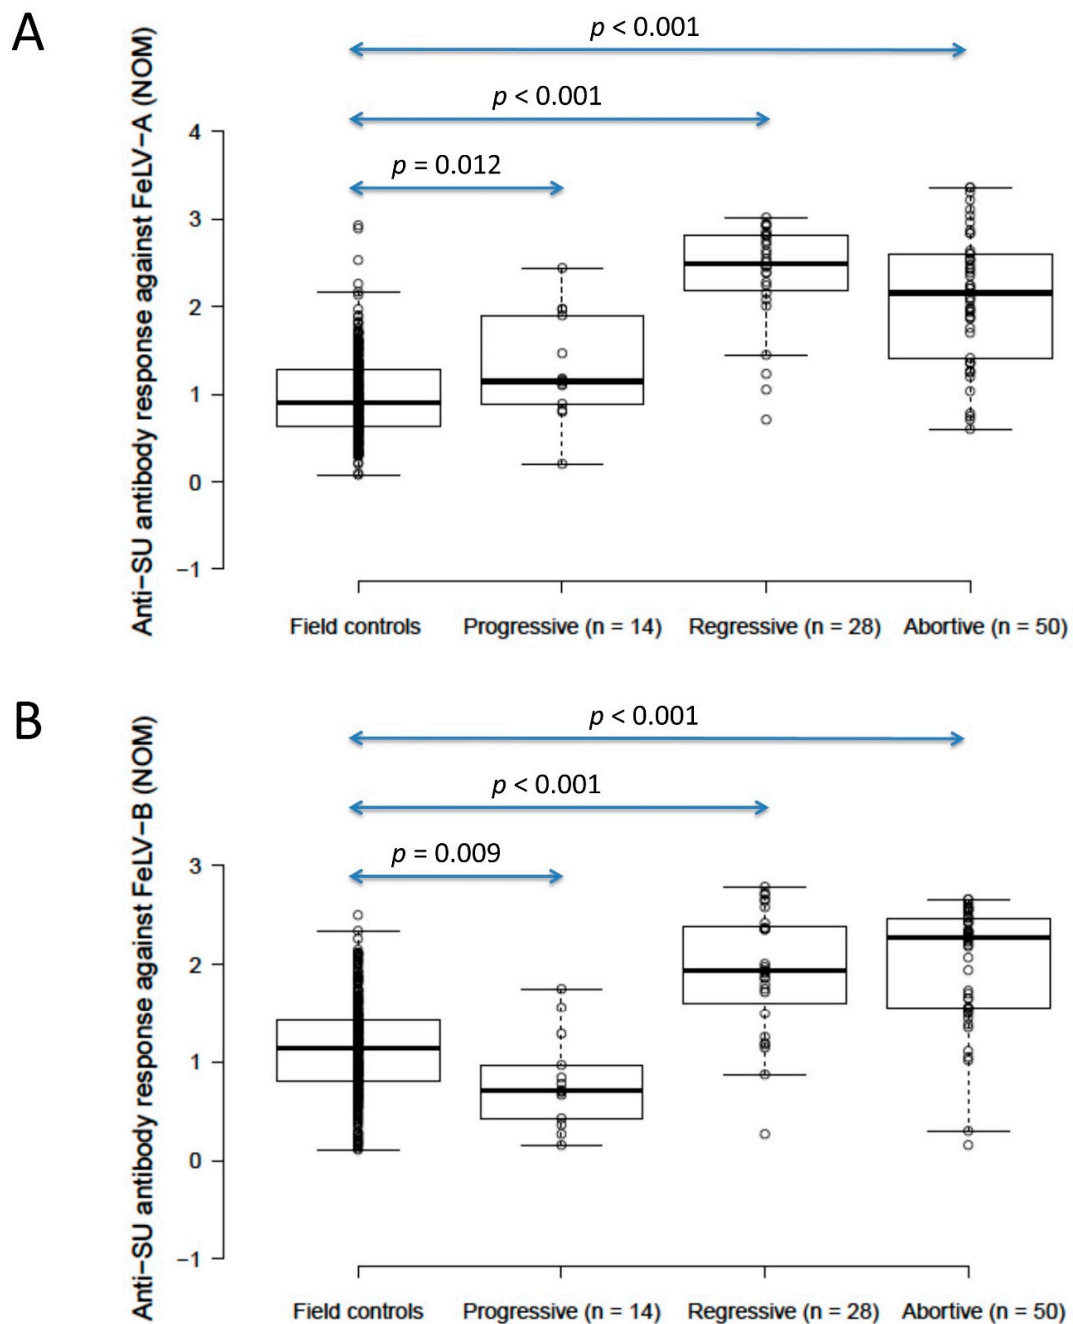 A
p < 0.001
p < 0.001
p = 0.012
Anti−SU antibody response against FeLV−A (NOM)
4
3
2
1
0
−1
Field controls
Progressive (n = 14)
Regressive (n = 28)
Abortive (n = 50)
B
p < 0.001
p < 0.001
p = 0.009
Anti−SU antibody response against FeLV−B (NOM)
3
2
1
0
−1
Field controls
Progressive (n = 14)
Regressive (n = 28)
Abortive (n = 50)